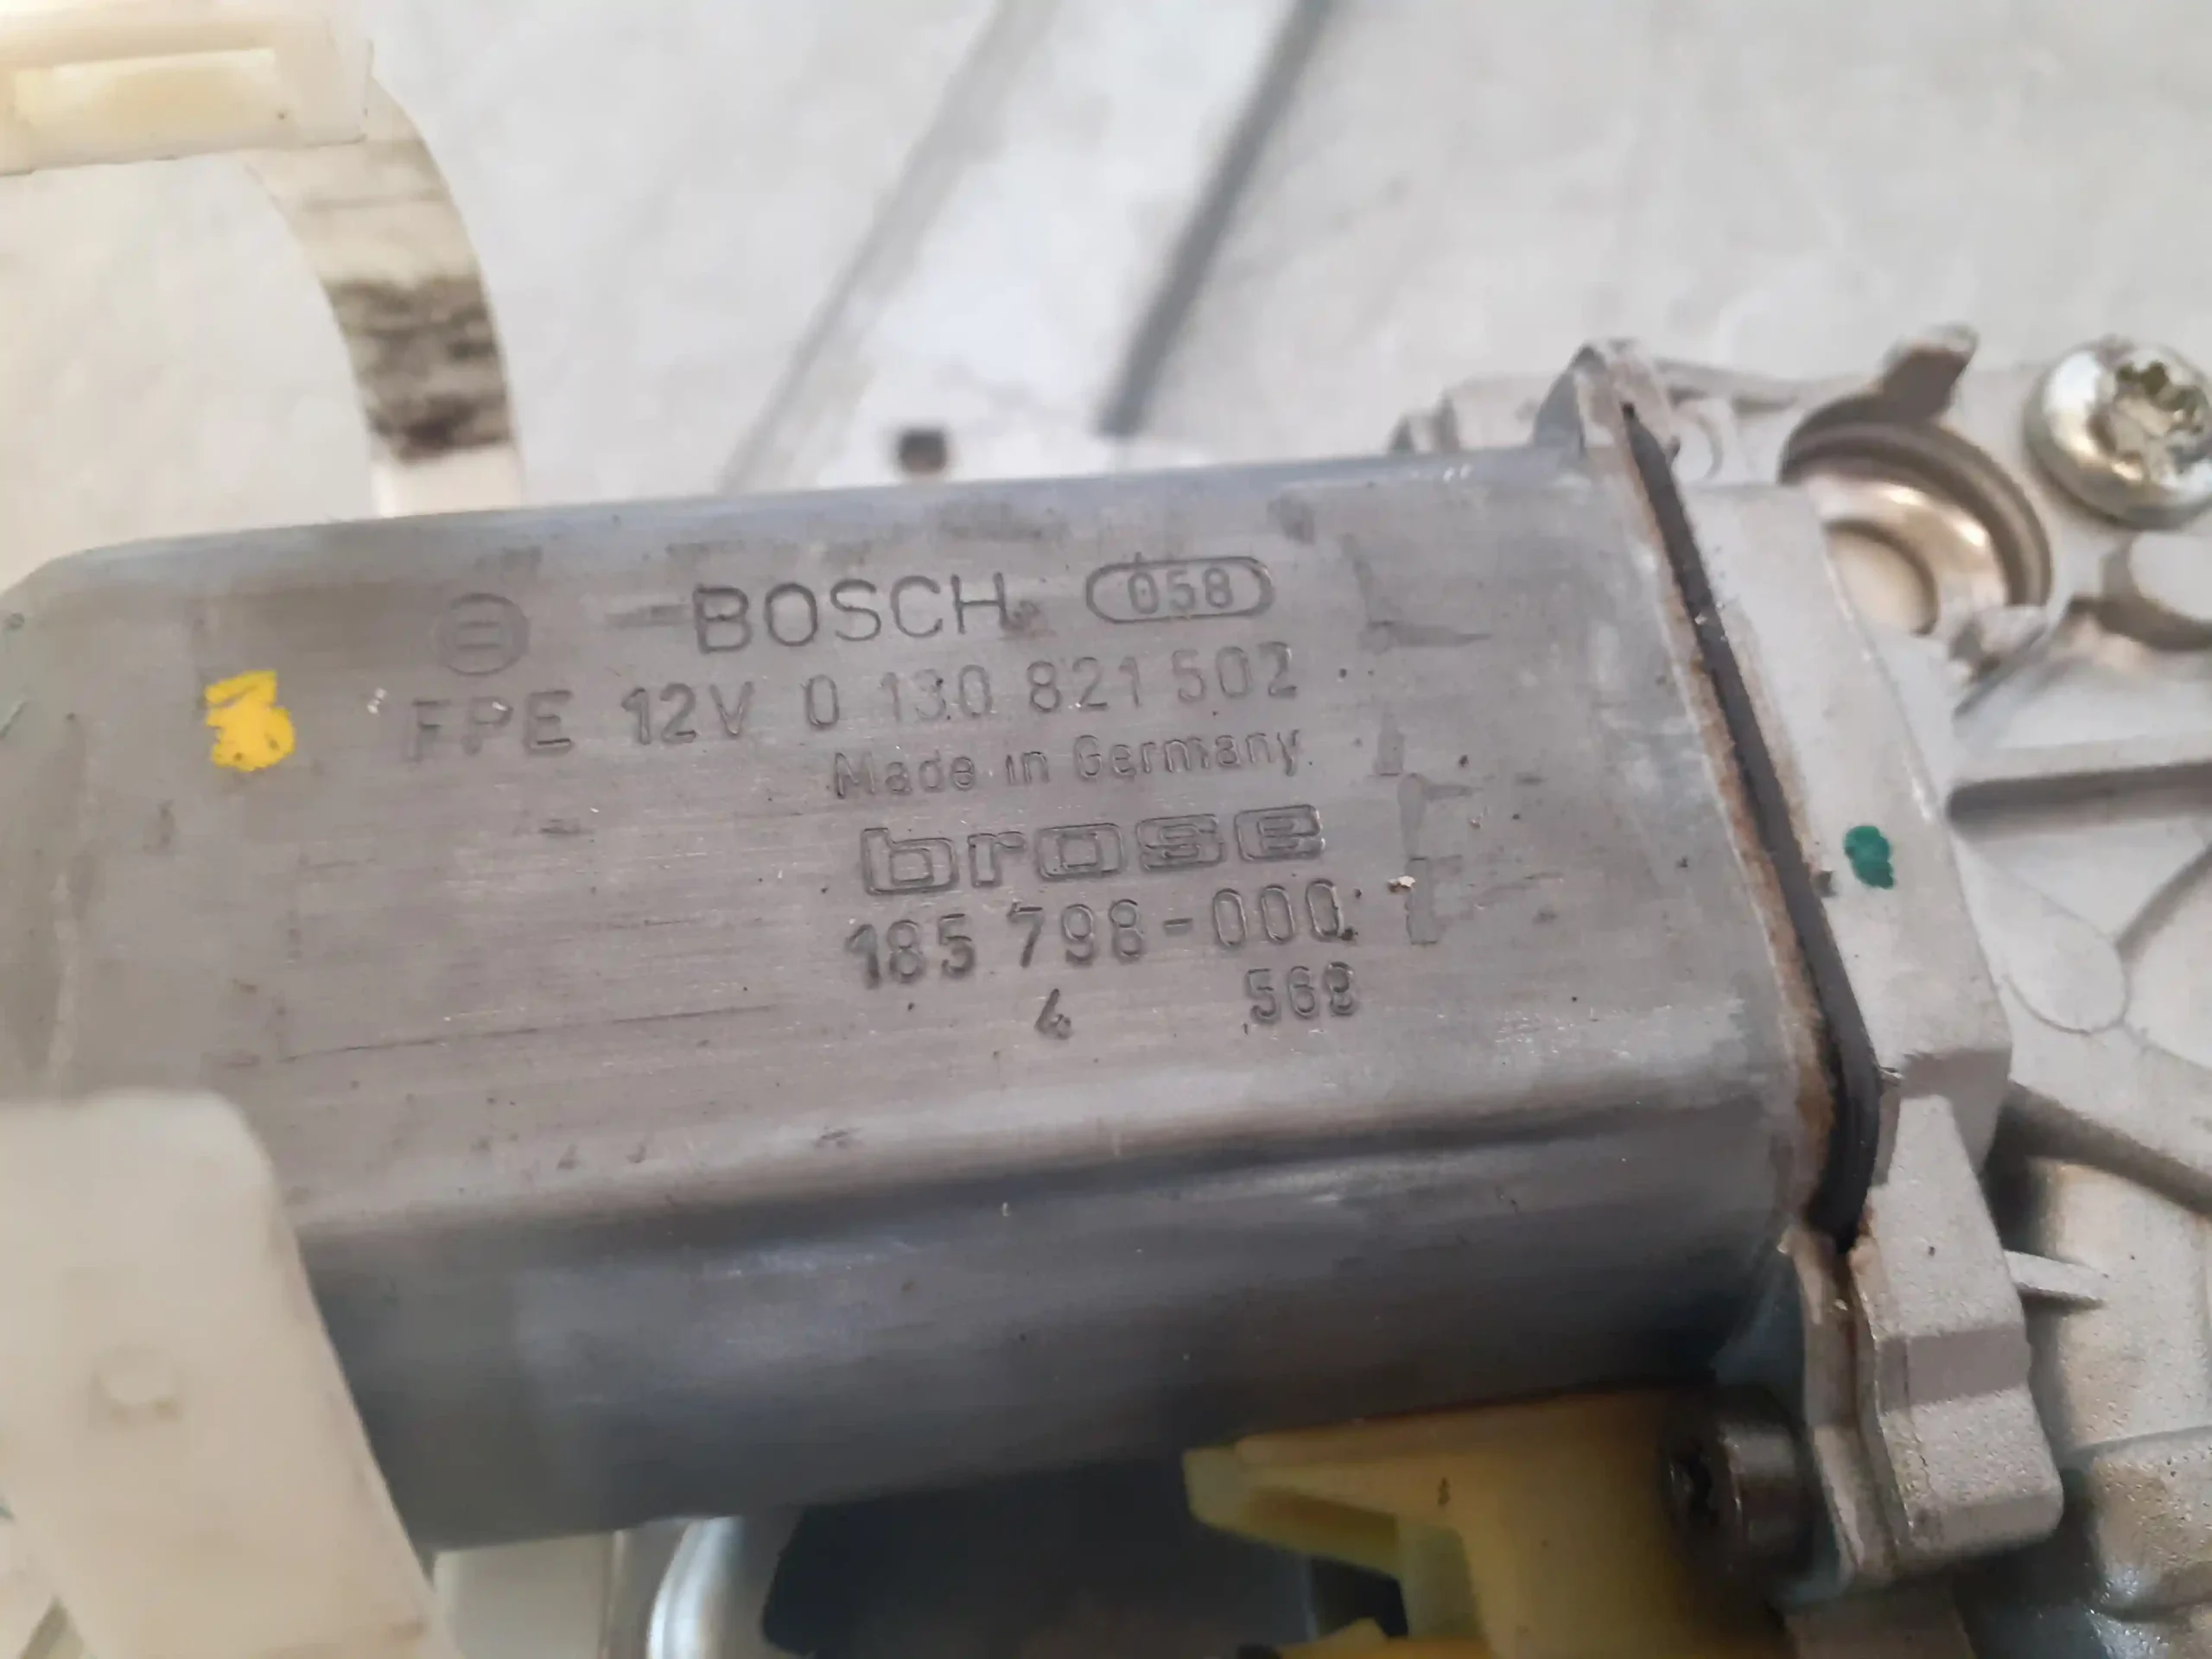 BOSCH 058
FPE 12V 0 130 821 502
Made in Germany
brose
185 798-000
4 568